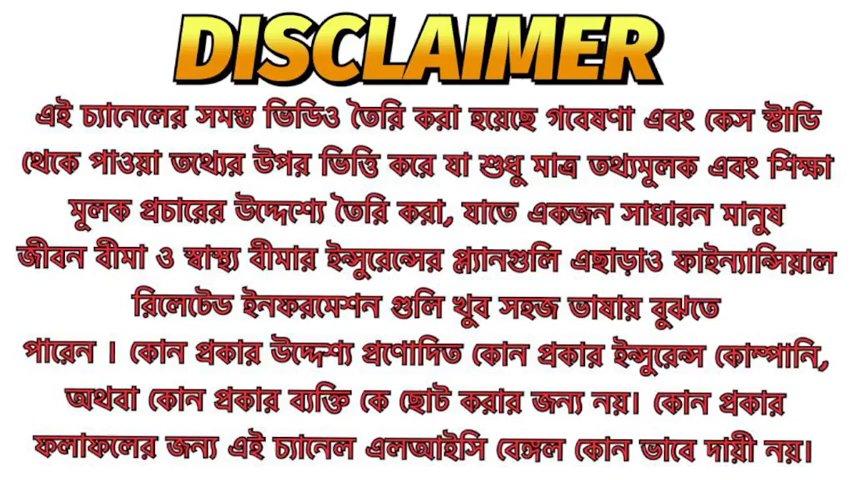 DISCLAIMER
এই চ্যানেলের সমস্ত ভিডিও তৈরি করা হয়েছে গবেষণা এবং কেস স্টাডি
থেকে পাওয়া তথ্যের উপর ভিত্তি করে যা শুধু মাত্র তথ্যমূলক এবং শিক্ষা
মূলক প্রচারের উদ্দেশ্যে তৈরি করা, যাতে একজন সাধারন মানুষ
জীবন বীমা ও স্বাস্থ্য বীমার ইন্সুরেন্সের প্ল্যানগুলি এছাড়াও ফাইন্যান্সিয়াল
রিলেটেড ইনফরমেশন গুলি খুব সহজ ভাষায় বুঝতে
পারেন । কোন প্রকার উদ্দেশ্য প্রণোদিত কোন প্রকার ইন্সুরেন্স কোম্পানি,
অথবা কোন প্রকার ব্যক্তি কে ছোট করার জন্য নয়। কোন প্রকার
ফলাফলের জন্য এই চ্যানেল এলআইসি বেঙ্গল কোন ভাবে দায়ী নয়।